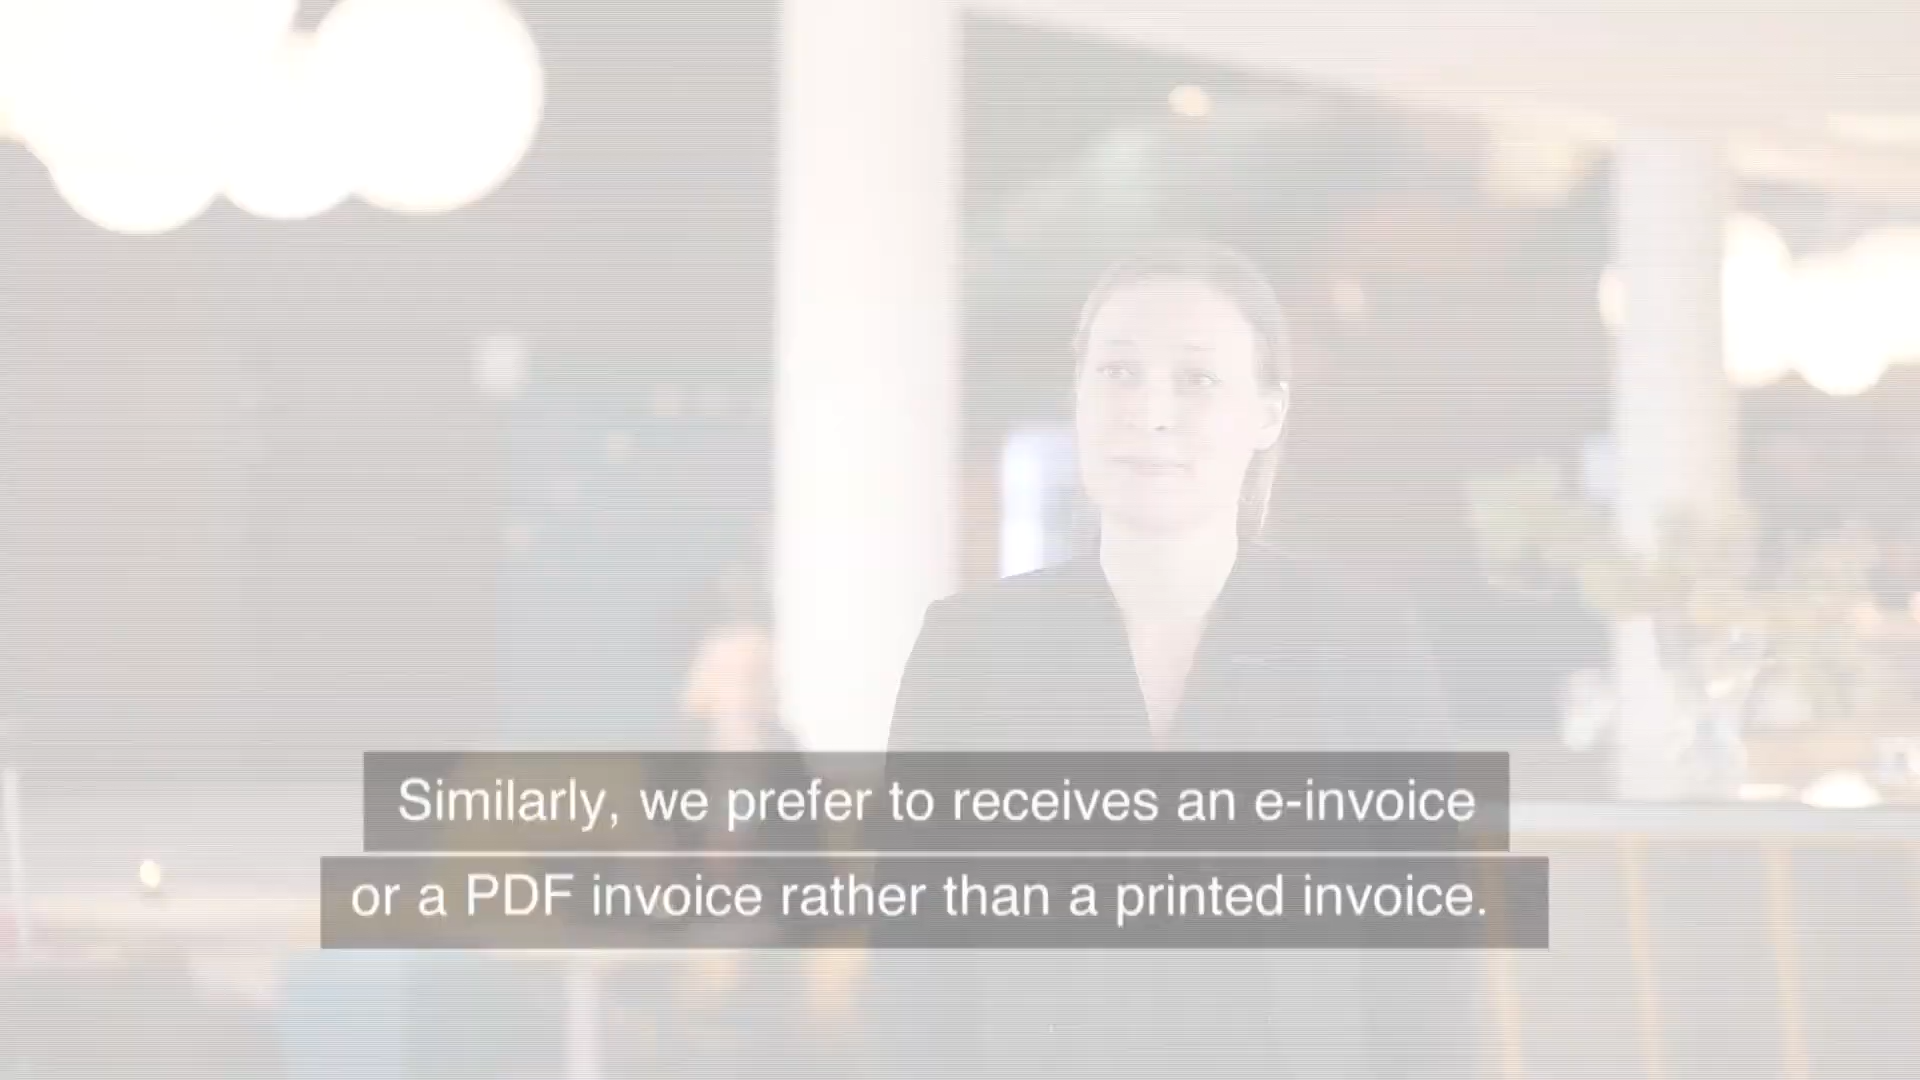 Similarly, we prefer to receives an e-invoice
or a PDF invoice rather than a printed invoice.